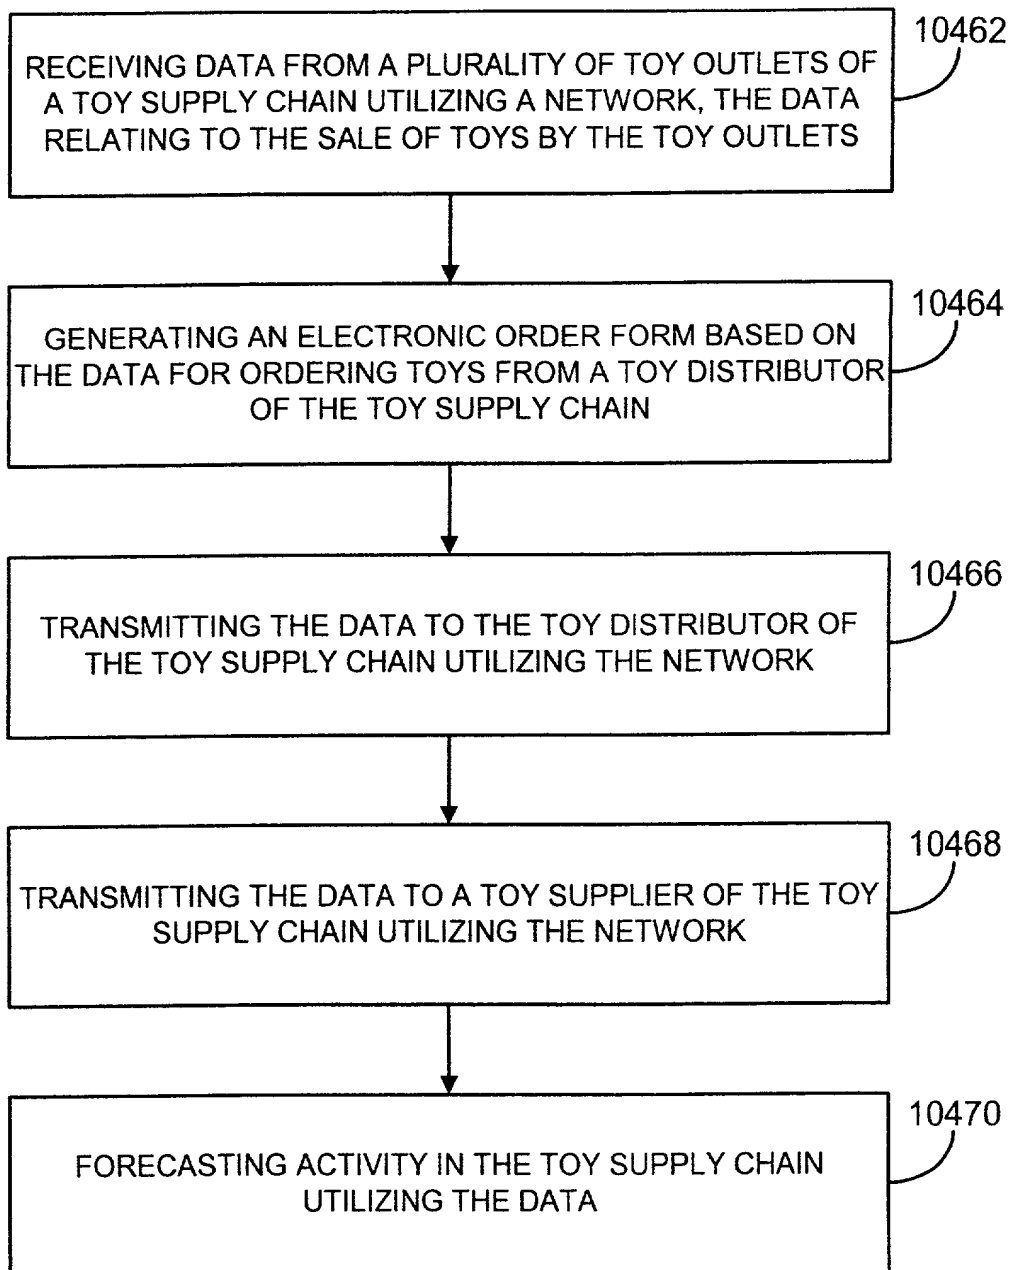 10462
RECEIVING DATA FROM A PLURALITY OF TOY OUTLETS OF
A TOY SUPPLY CHAIN UTILIZING A NETWORK, THE DATA
RELATING TO THE SALE OF TOYS BY THE TOY OUTLETS
10464
GENERATING AN ELECTRONIC ORDER FORM BASED ON
THE DATA FOR ORDERING TOYS FROM A TOY DISTRIBUTOR
OF THE TOY SUPPLY CHAIN
10466
TRANSMITTING THE DATA TO THE TOY DISTRIBUTOR OF
THE TOY SUPPLY CHAIN UTILIZING THE NETWORK
10468
TRANSMITTING THE DATA TO A TOY SUPPLIER OF THE TOY
SUPPLY CHAIN UTILIZING THE NETWORK
10470
FORECASTING ACTIVITY IN THE TOY SUPPLY CHAIN
UTILIZING THE DATA